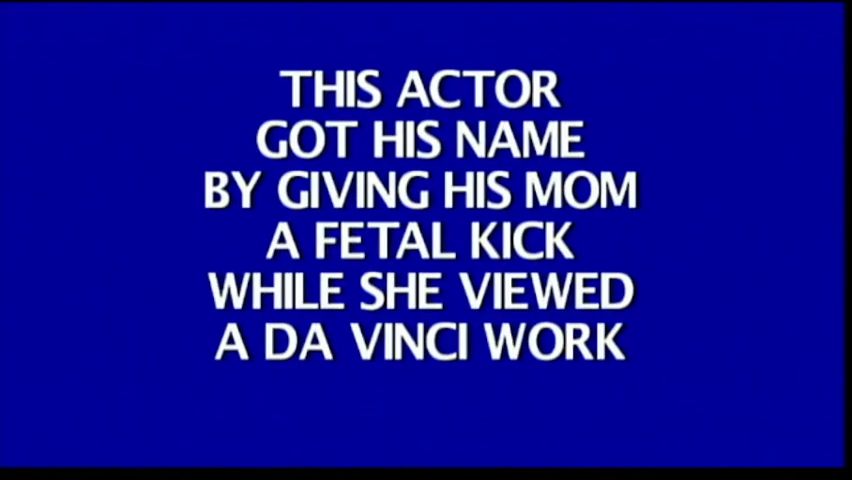 THIS ACTOR
GOT HIS NAME
BY GIVING HIS MOM
A FETAL KICK
WHILE SHE VIEWED
A DA VINCI WORK